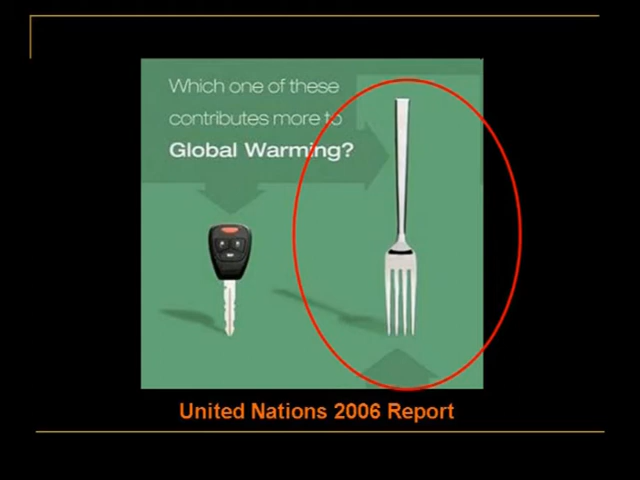 Which one of these
contributes more to
Global Warming?
United Nations 2006 Report